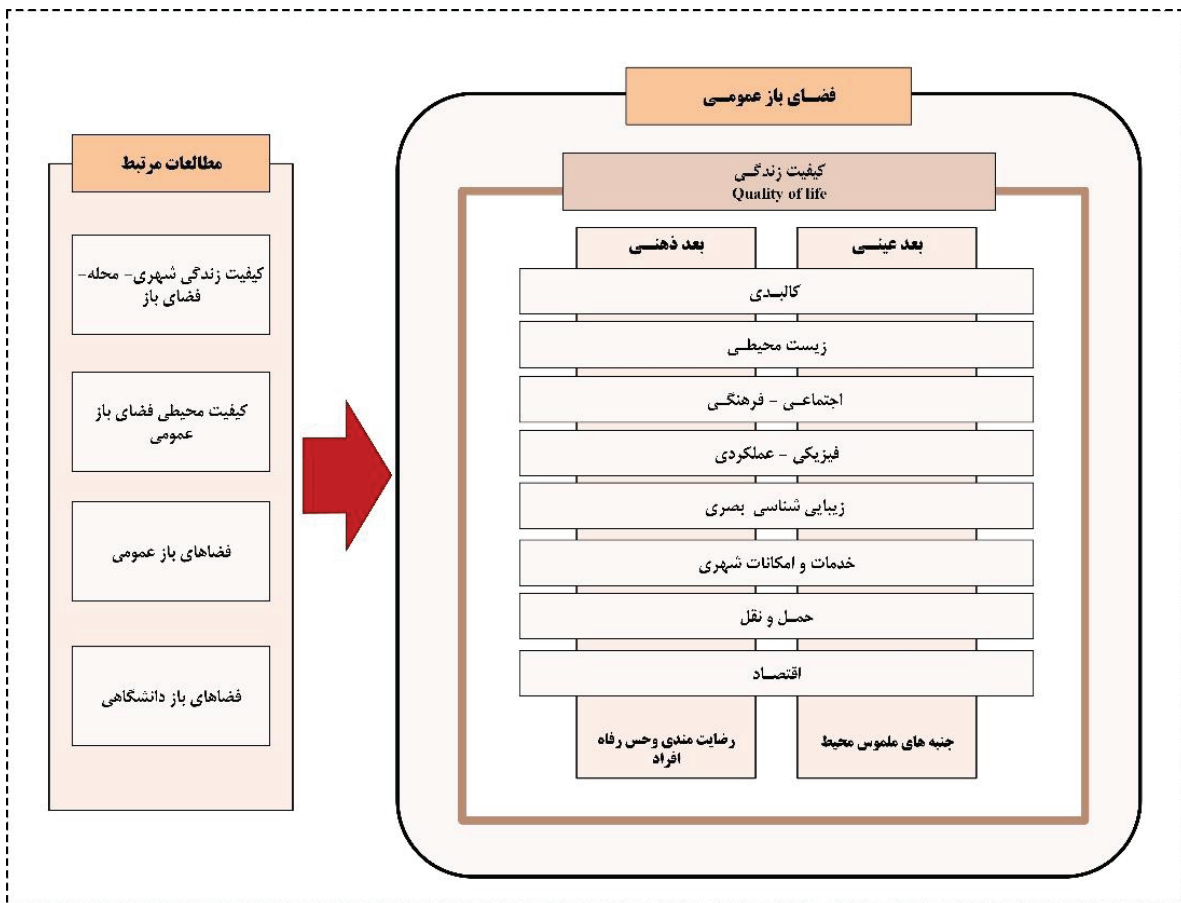 فضـای باز عمومـی
کیفیت زندگـی
Quality of life
بعد عینـی
بعد ذهنـی
کالبـدی
زیست محیطـی
اجتماعـی - فرهنگـی
فیزیکی - عملکردی
زیبایی شناسی بصری
خدمات و امکانات شهری
حمـل و نقل
اقتصـاد
جنبه های ملموس محیط
رضایت مندی وحس رفاه
افراد
مطالعات مرتبط
کیفیت زندگی شهری- محله-
فضای باز
کیفیت محیطی فضای باز
عمومی
فضاهای باز عمومی
فضاهای باز دانشگاهی